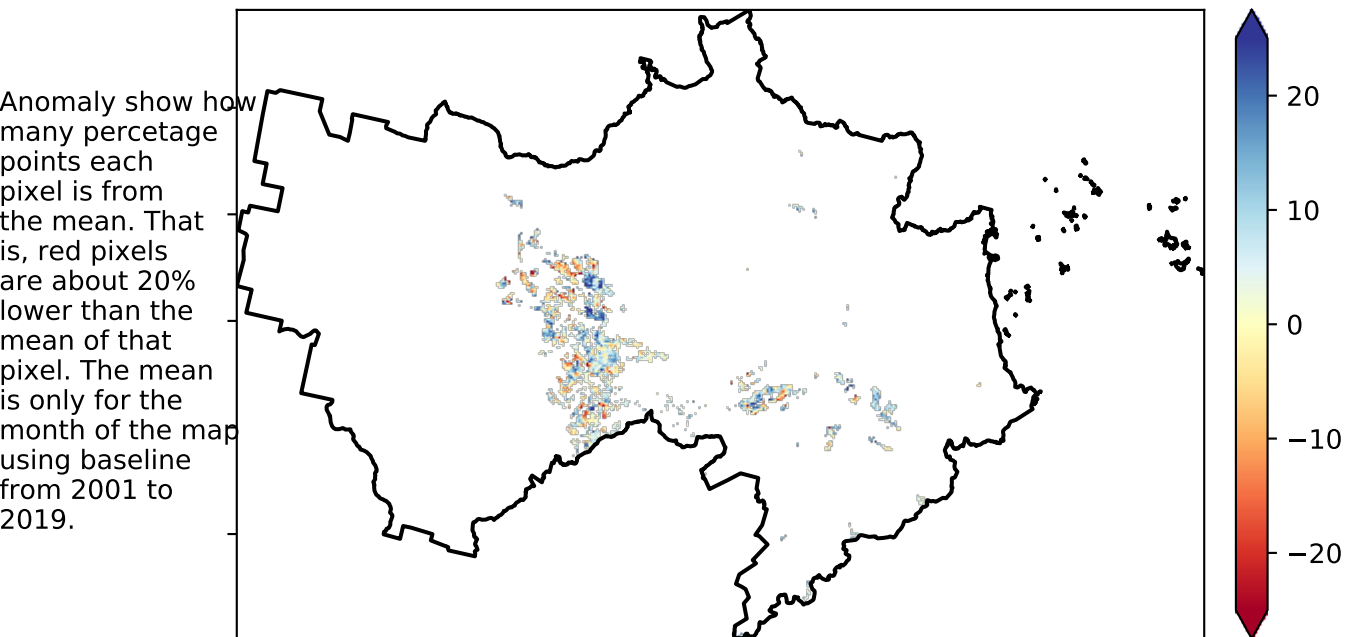 Anomaly show how
many percetage
points each
pixel is from
the mean. That
is, red pixels
are about 20%
lower than the
mean of that
pixel. The mean
is only for the
month of the map
using baseline
from 2001 to
2019.
20
10
0
−10
−20